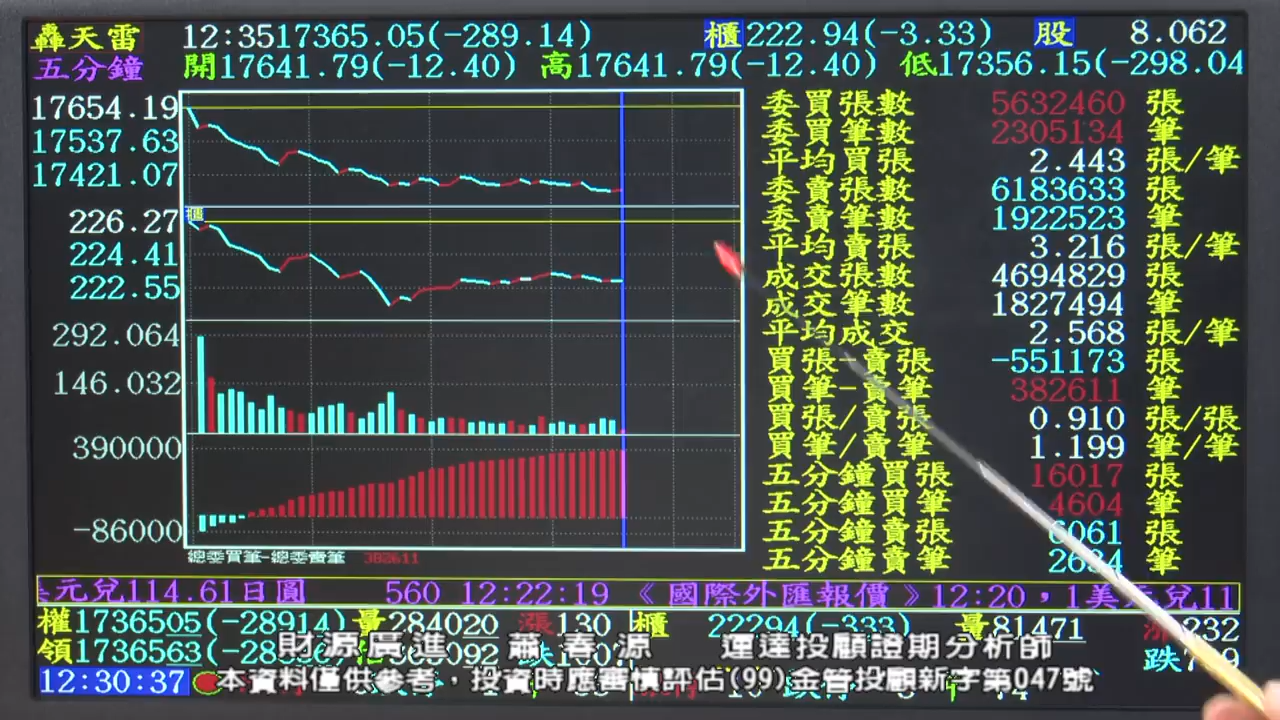 轟天雷 12:35 17365.05(-289.14) 櫃222.94(-3.33) 股 8.062
五分鐘 開17641.79(-12.40) 高17641.79(-12.40) 低17356.15(-298.04
17654.19
17537.63
17421.07
櫃
226.27
224.41
222.55
292.064
146.032
390000
-86000
總委買筆-總委賣筆 382611
委買張數 5632460 張
委買筆數 2305134 筆
平均買張 2.443 張/筆
委賣張數 6183633 張
委賣筆數 1922523 筆
平均賣張 3.216 張/筆
成交張數 4694829 張
成交筆數 1827494 筆
平均成交 2.568 張/筆
買張-賣張 -551173 張
買筆-賣筆 382611 筆
買張/賣張 0.910 張/張
買筆/賣筆 1.199 筆/筆
五分鐘買張 16017 張
五分鐘買筆 4604 筆
五分鐘賣張 6061 張
五分鐘賣筆 筆
元兌114.61日圓 560 12:22:19 《國際外匯報價》12:20，1美元兌11
權1736505(-28914) 量284020 漲130 櫃 22294(-333) 量81471 232
領1736563 跌
財源廣進 蕭春源 運達投顧證期分析師
12:30:37
本資料僅供參考，投資時應審慎評估(99)金管投顧新字第047號